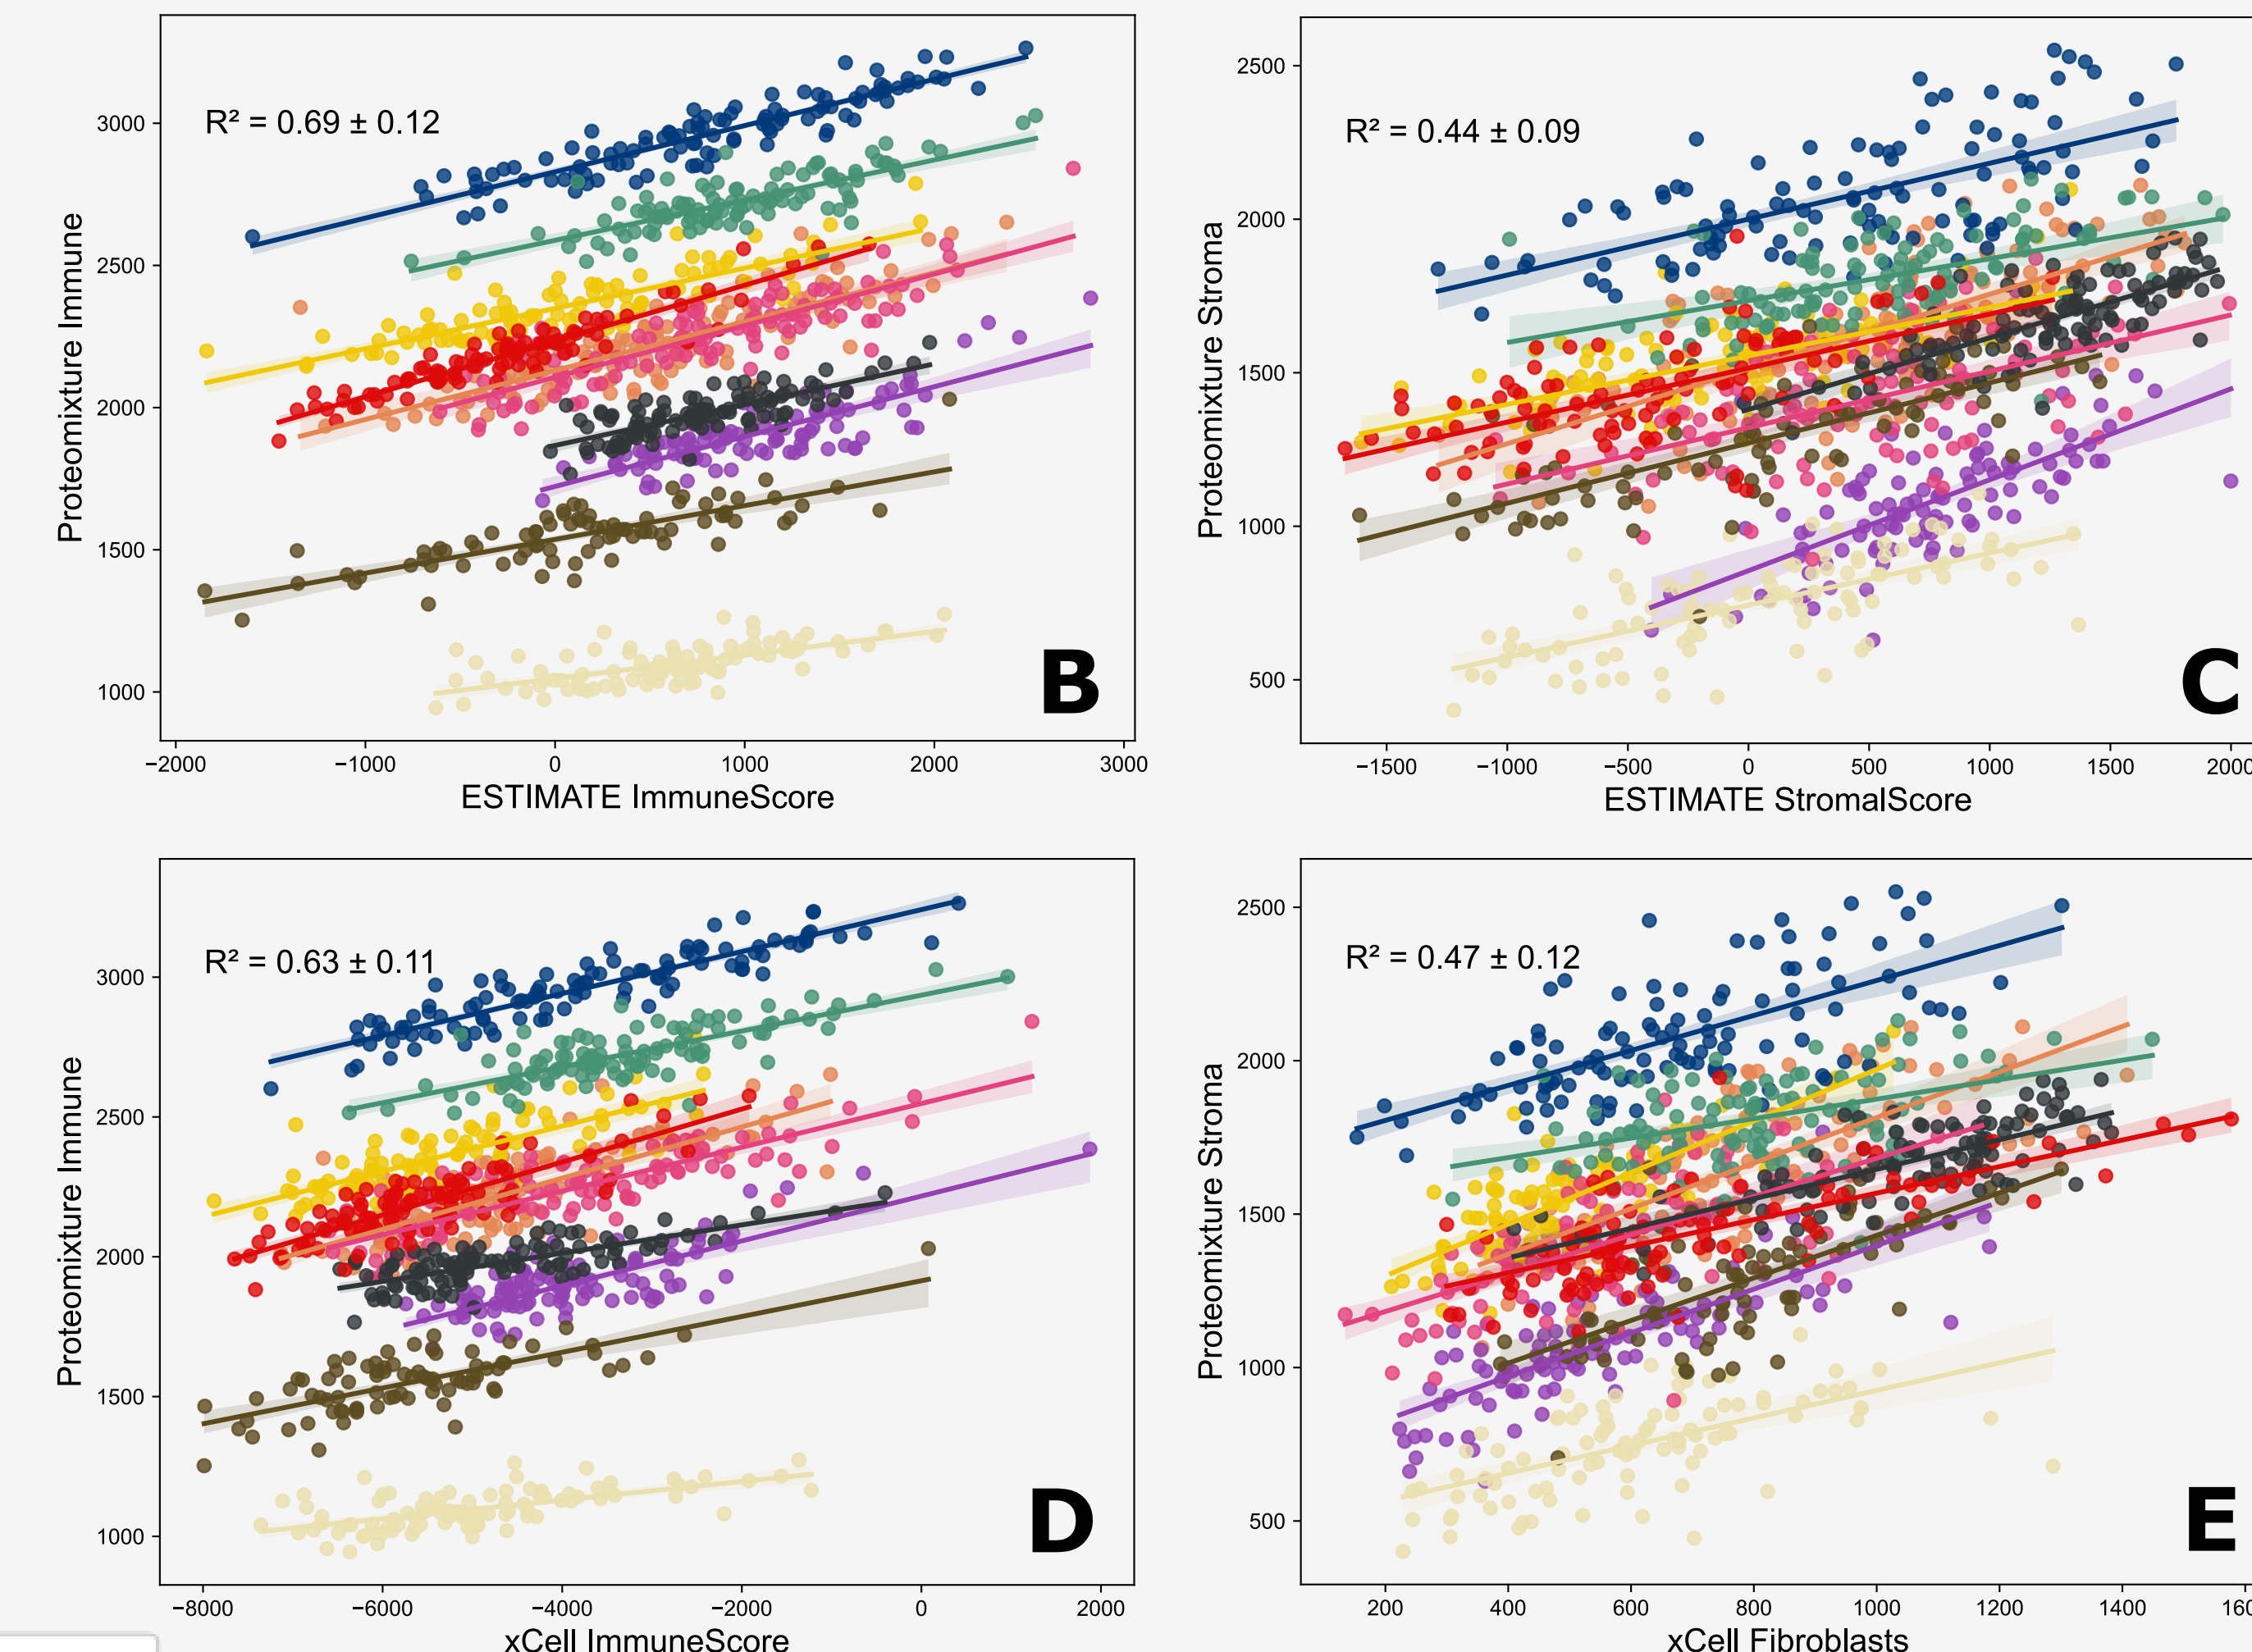 R² = 0.69 ± 0.12
3000
2500
2000
1500
1000
Proteomixture Immune
−2000 −1000 0 1000 2000 3000
ESTIMATE ImmuneScore
B
R² = 0.44 ± 0.09
2500
2000
1500
1000
500
Proteomixture Stroma
−1500 −1000 −500 0 500 1000 1500 2000
ESTIMATE StromalScore
C
R² = 0.63 ± 0.11
3000
2500
2000
1500
1000
Proteomixture Immune
−8000 −6000 −4000 −2000 0 2000
xCell ImmuneScore
D
R² = 0.47 ± 0.12
2500
2000
1500
1000
500
Proteomixture Stroma
200 400 600 800 1000 1200 1400
xCell Fibroblasts
E